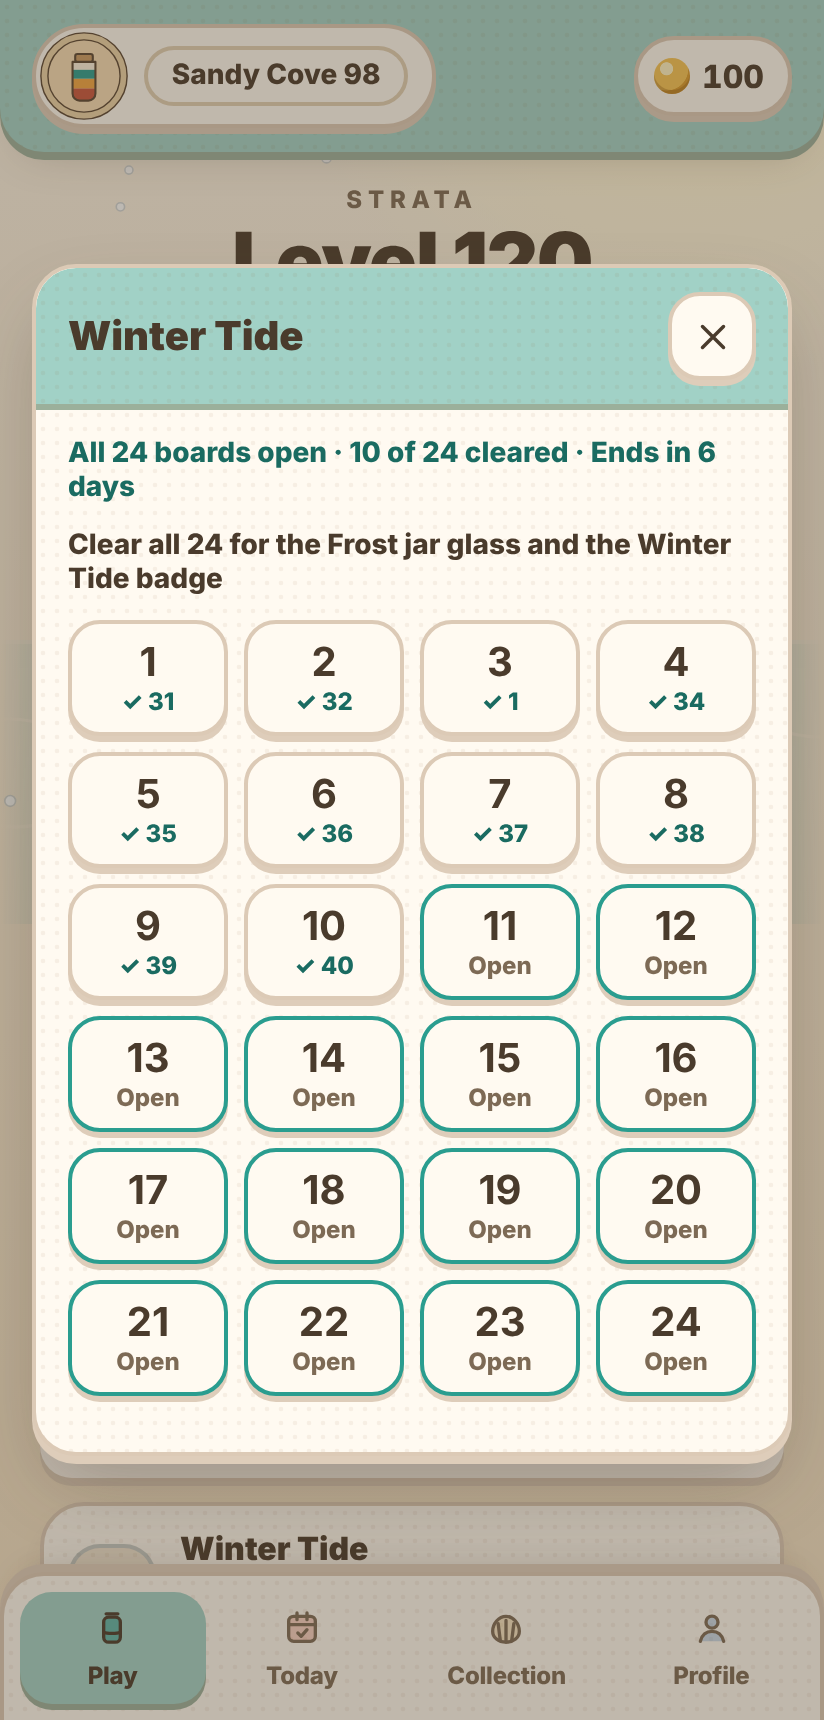 Sandy Cove 98
100
STRATA
Level 120
Winter Tide
All 24 boards open · 10 of 24 cleared · Ends in 6
days
Clear all 24 for the Frost jar glass and the Winter
Tide badge
1
✓ 31
2
✓ 32
3
✓ 1
4
✓ 34
5
✓ 35
6
✓ 36
7
✓ 37
8
✓ 38
9
✓ 39
10
✓ 40
11
Open
12
Open
13
Open
14
Open
15
Open
16
Open
17
Open
18
Open
19
Open
20
Open
21
Open
22
Open
23
Open
24
Open
Winter Tide
Play
Today
Collection
Profile